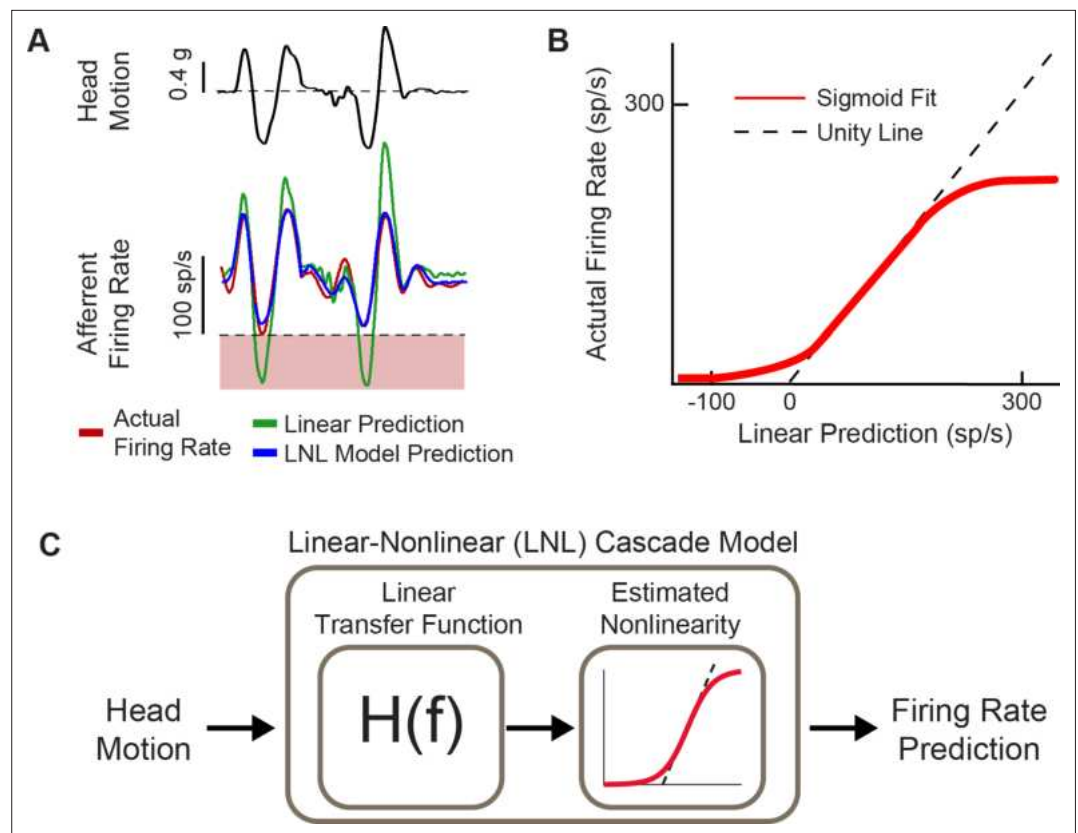 A
Head
Motion
0.4 g
Afferrent
Firing Rate
100 sp/s
Actual
Firing Rate
Linear Prediction
LNL Model Prediction
B
Actutal Firing Rate (sp/s)
300
Sigmoid Fit
Unity Line
-100
0
300
Linear Prediction (sp/s)
C
Linear-Nonlinear (LNL) Cascade Model
Linear
Transfer Function
Estimated
Nonlinearity
Head
Motion
H(f)
Firing Rate
Prediction